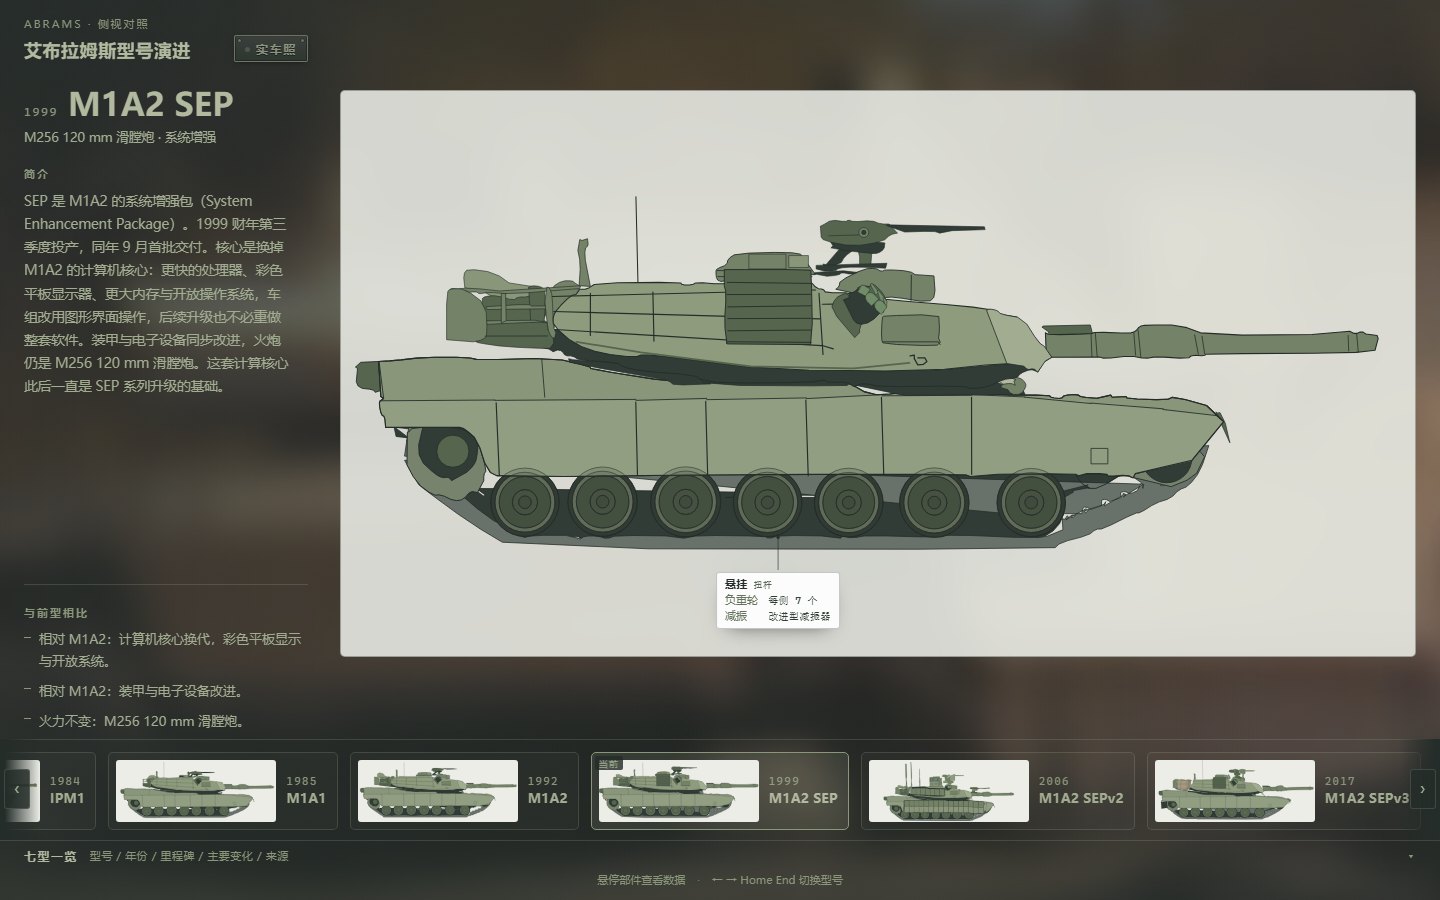 ABRAMS · 侧视对照
艾布拉姆斯型号演进
实车照
1999 M1A2 SEP
M256 120 mm 滑膛炮 · 系统增强
简介
SEP 是 M1A2 的系统增强包（System
Enhancement Package）。1999 财年第三
季度投产，同年 9 月首批交付。核心是换掉
M1A2 的计算机核心：更快的处理器、彩色
平板显示器、更大内存与开放操作系统，车
组改用图形界面操作，后续升级也不必重做
整套软件。装甲与电子设备同步改进，火炮
仍是 M256 120 mm 滑膛炮。这套计算核心
此后一直是 SEP 系列升级的基础。
悬挂 扭杆
负重轮 每侧 7 个
减振 改进型减振器
与前型相比
– 相对 M1A2：计算机核心换代，彩色平板显示
与开放系统。
– 相对 M1A2：装甲与电子设备改进。
– 火力不变：M256 120 mm 滑膛炮。
‹
1984
IPM1
1985
M1A1
1992
M1A2
当前
1999
M1A2 SEP
2006
M1A2 SEPv2
2017
M1A2 SEPv3
›
七型一览 型号 / 年份 / 里程碑 / 主要变化 / 来源
悬停部件查看数据 · ← → Home End 切换型号